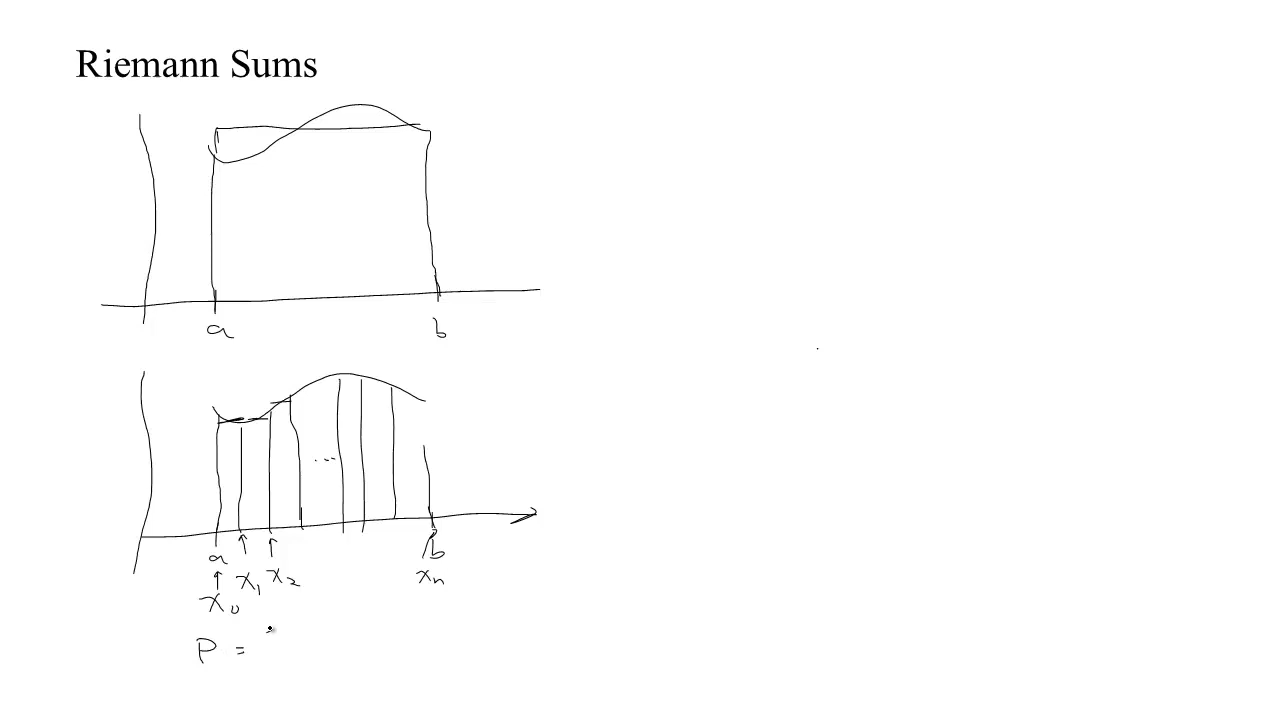 Riemann Sums
a b
...
a b
x₁ x₂ xₙ
x₀
P =